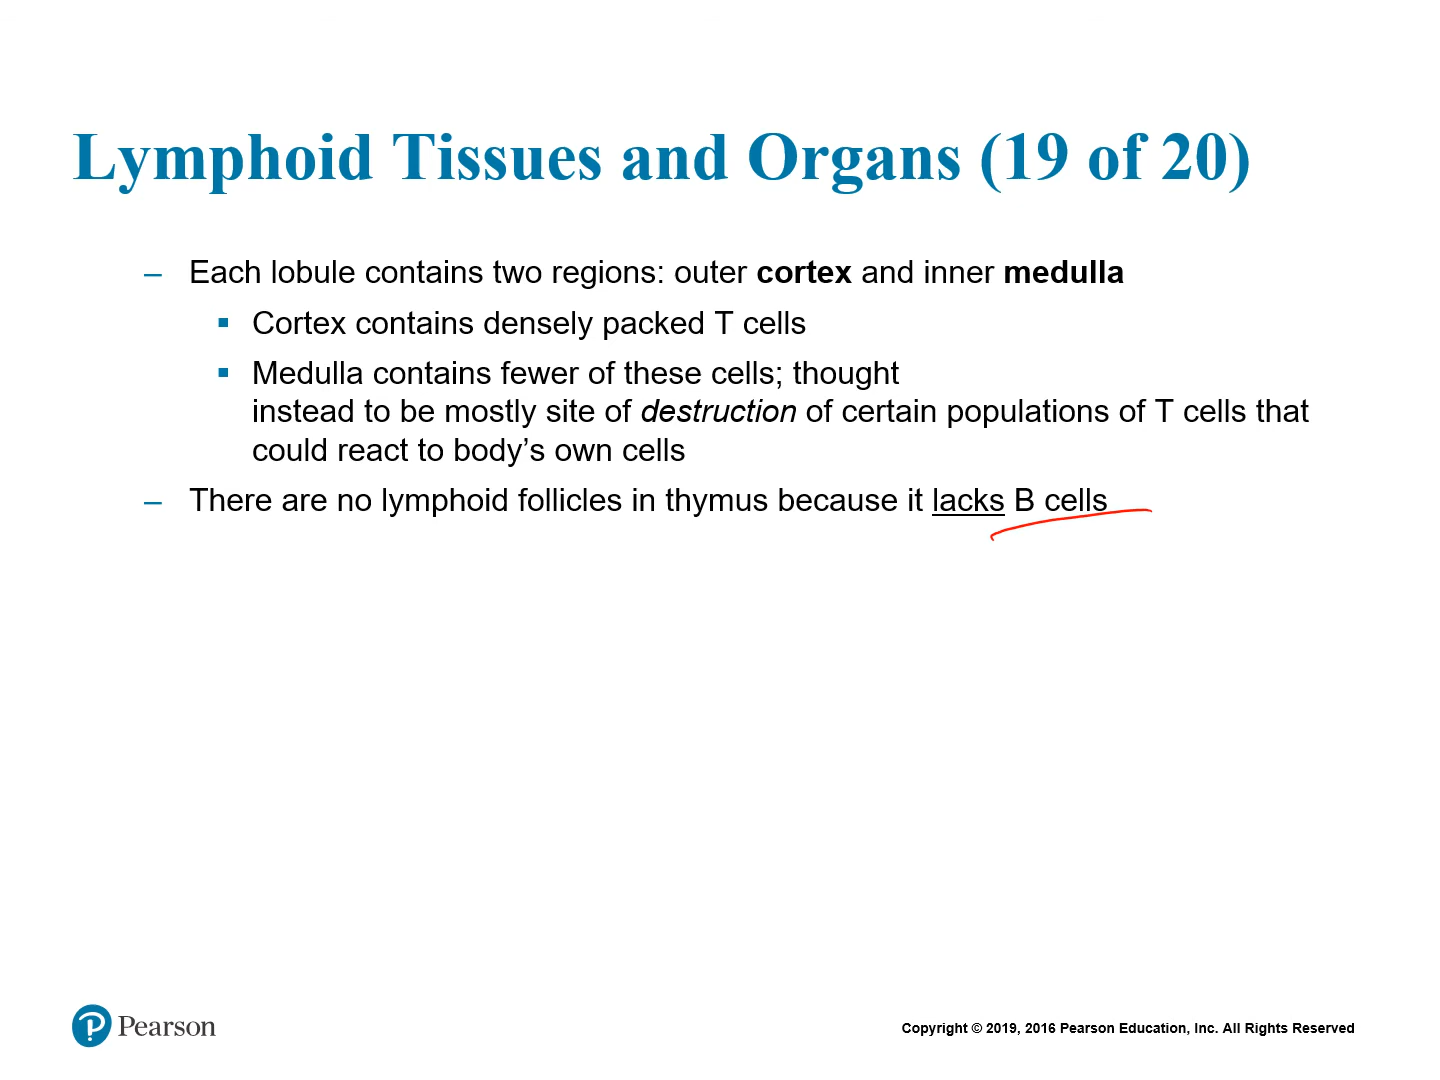 Lymphoid Tissues and Organs (19 of 20)
– Each lobule contains two regions: outer cortex and inner medulla
▪ Cortex contains densely packed T cells
▪ Medulla contains fewer of these cells; thought
instead to be mostly site of destruction of certain populations of T cells that
could react to body’s own cells
– There are no lymphoid follicles in thymus because it lacks B cells
Pearson
Copyright © 2019, 2016 Pearson Education, Inc. All Rights Reserved